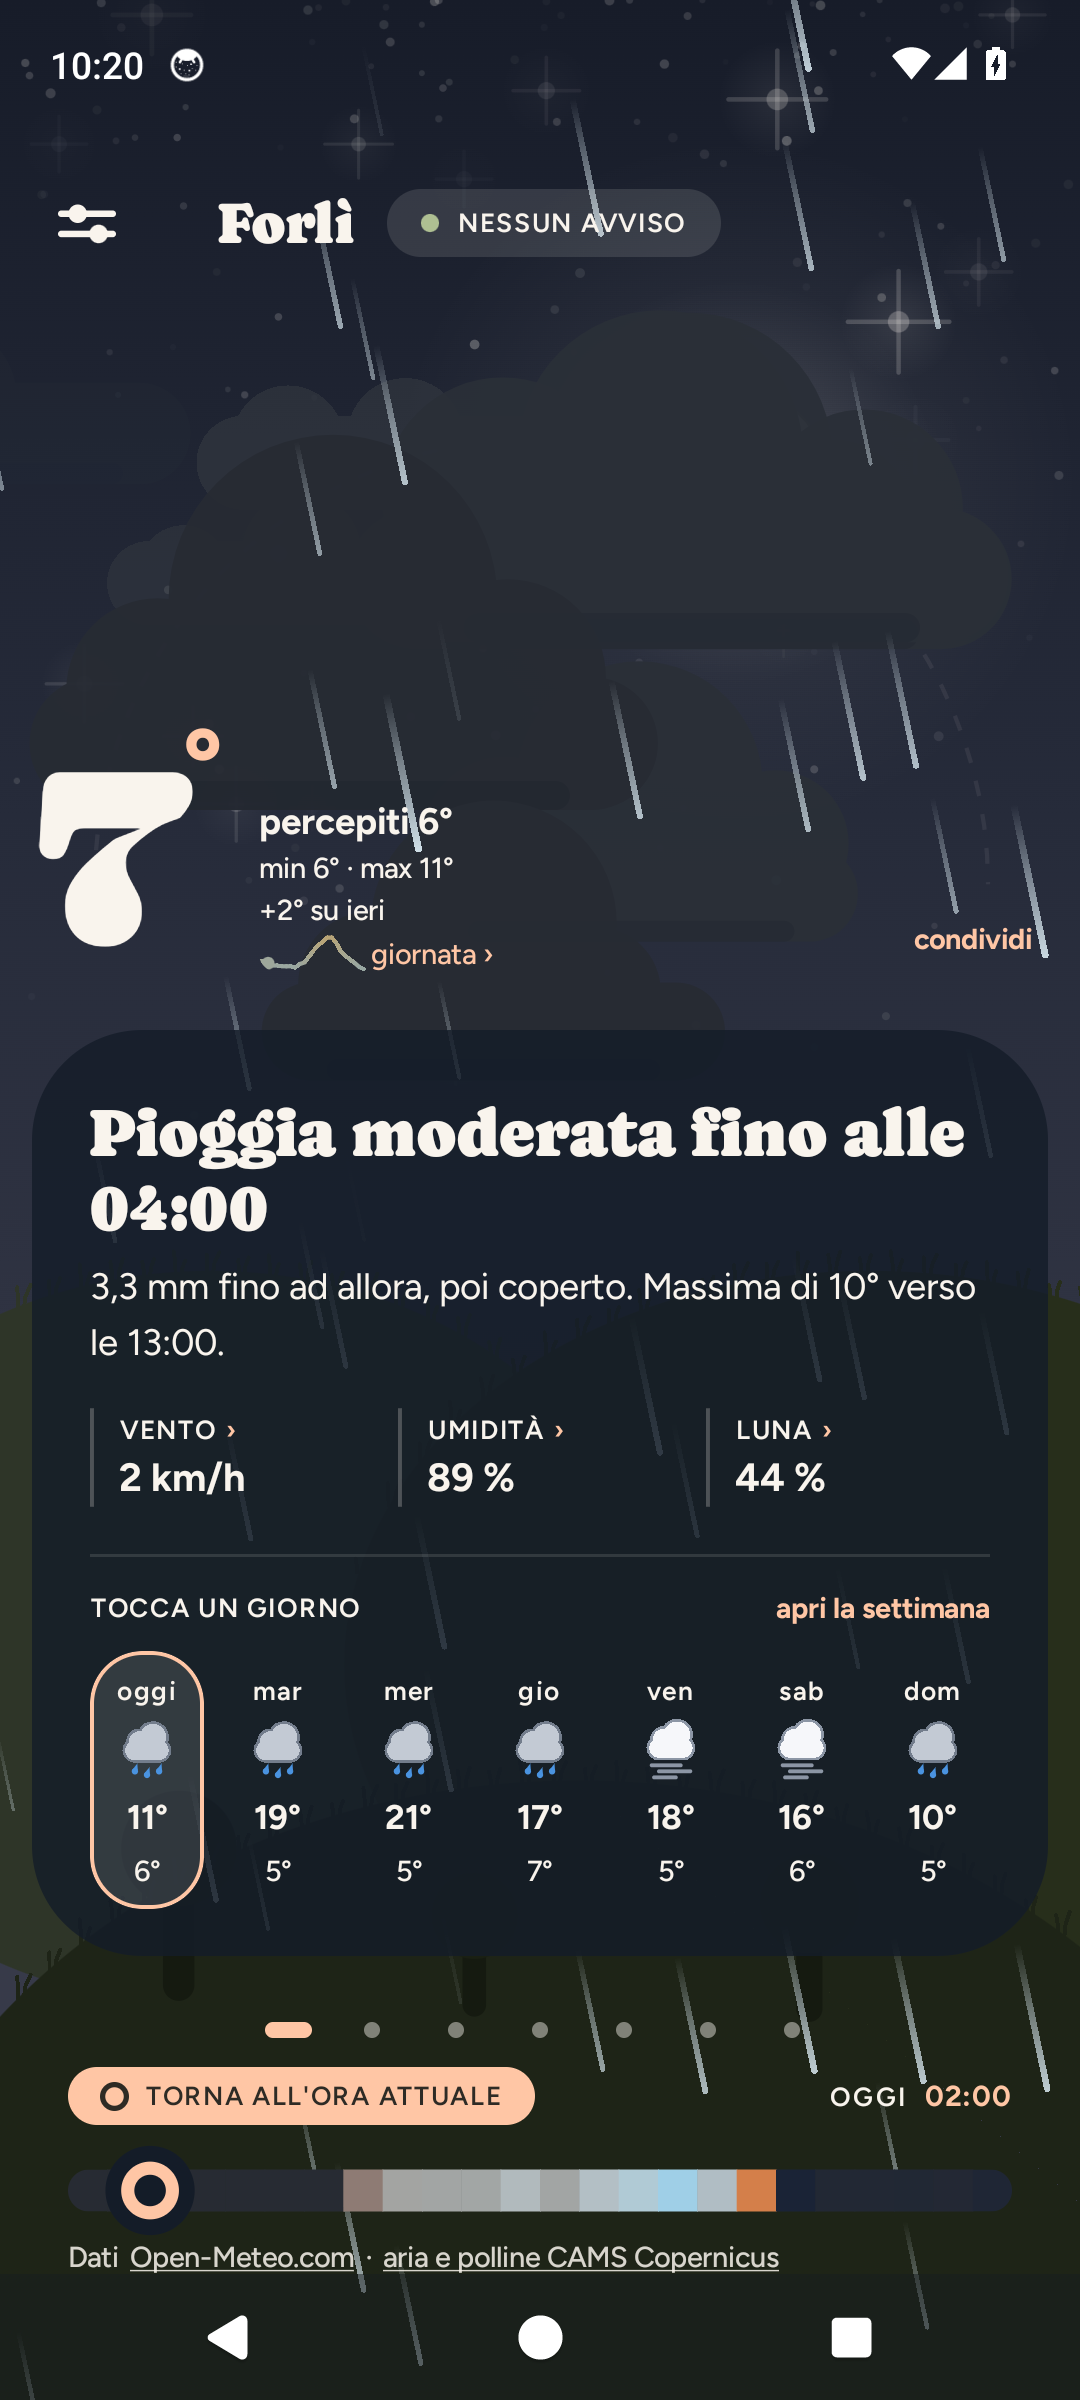 10:20
Forlì
NESSUN AVVISO
7°
percepiti 6°
min 6° · max 11°
+2° su ieri
giornata ›
condividi
Pioggia moderata fino alle
04:00
3,3 mm fino ad allora, poi coperto. Massima di 10° verso
le 13:00.
VENTO › UMIDITÀ › LUNA ›
2 km/h 89 % 44 %
TOCCA UN GIORNO apri la settimana
oggi mar mer gio ven sab dom
11° 19° 21° 17° 18° 16° 10°
6° 5° 5° 7° 5° 6° 5°
TORNA ALL'ORA ATTUALE OGGI 02:00
Dati Open-Meteo.com · aria e polline CAMS Copernicus